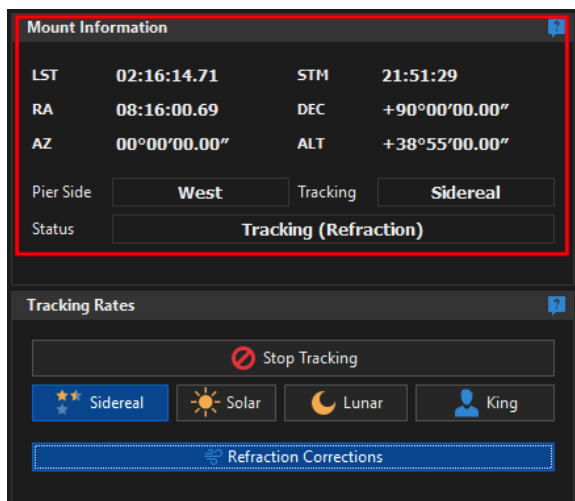 Mount Information ?
LST 02:16:14.71 STM 21:51:29
RA 08:16:00.69 DEC +90°00′00.00″
AZ 00°00′00.00″ ALT +38°55′00.00″
Pier Side West Tracking Sidereal
Status Tracking (Refraction)
Tracking Rates ?
Stop Tracking
Sidereal Solar Lunar King
Refraction Corrections